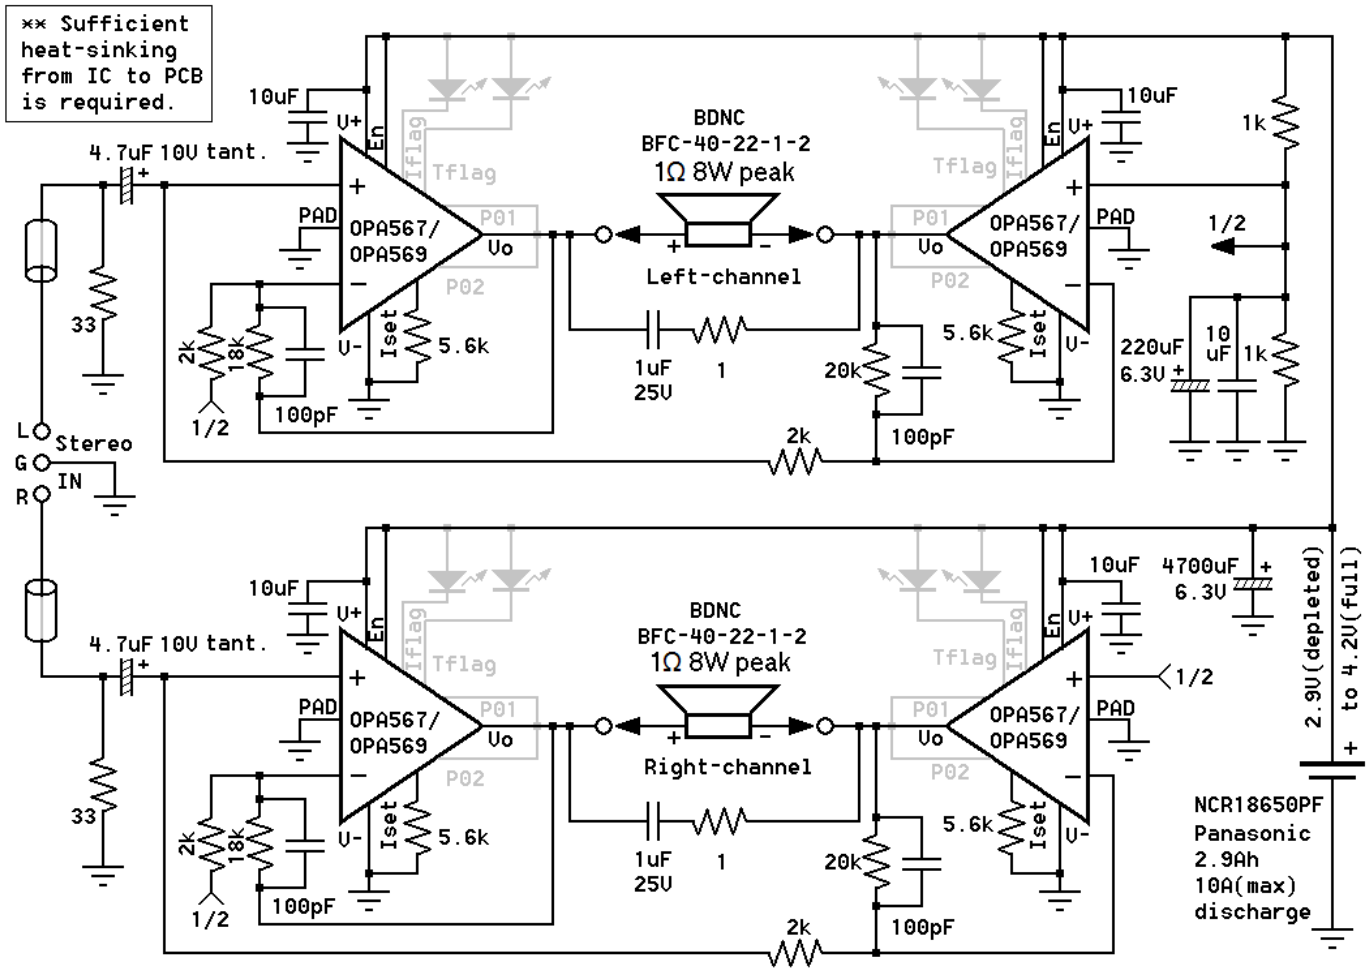 ** Sufficient
heat-sinking
from IC to PCB
is required.
10uF
V+
En
Iflag
Tflag
4.7uF 10V tant.
+
+
PAD
OPA567/
OPA569
−
P01
Vo
P02
33
2k
18k
100pF
1/2
V-
Iset
5.6k
BDNC
BFC-40-22-1-2
1Ω 8W peak
+
−
Left-channel
1uF
25V
1
20k
100pF
2k
Iflag
Tflag
En
V+
10uF
P01
Vo
P02
+
OPA567/
OPA569
−
PAD
5.6k
Iset
V-
1k
1/2
220uF
6.3V
+
10
uF
1k
L
G
R
Stereo
IN
10uF
V+
En
Iflag
Tflag
4.7uF 10V tant.
+
+
PAD
OPA567/
OPA569
−
P01
Vo
P02
33
2k
18k
100pF
1/2
V-
Iset
5.6k
BDNC
BFC-40-22-1-2
1Ω 8W peak
+
−
Right-channel
1uF
25V
1
20k
100pF
2k
Tflag
Iflag
En
V+
10uF
P01
Vo
P02
+
OPA567/
OPA569
−
PAD
1/2
5.6k
Iset
V-
4700uF
6.3V
+
2.9V(depleted)
to 4.2V(full)
+
NCR18650PF
Panasonic
2.9Ah
10A(max)
discharge